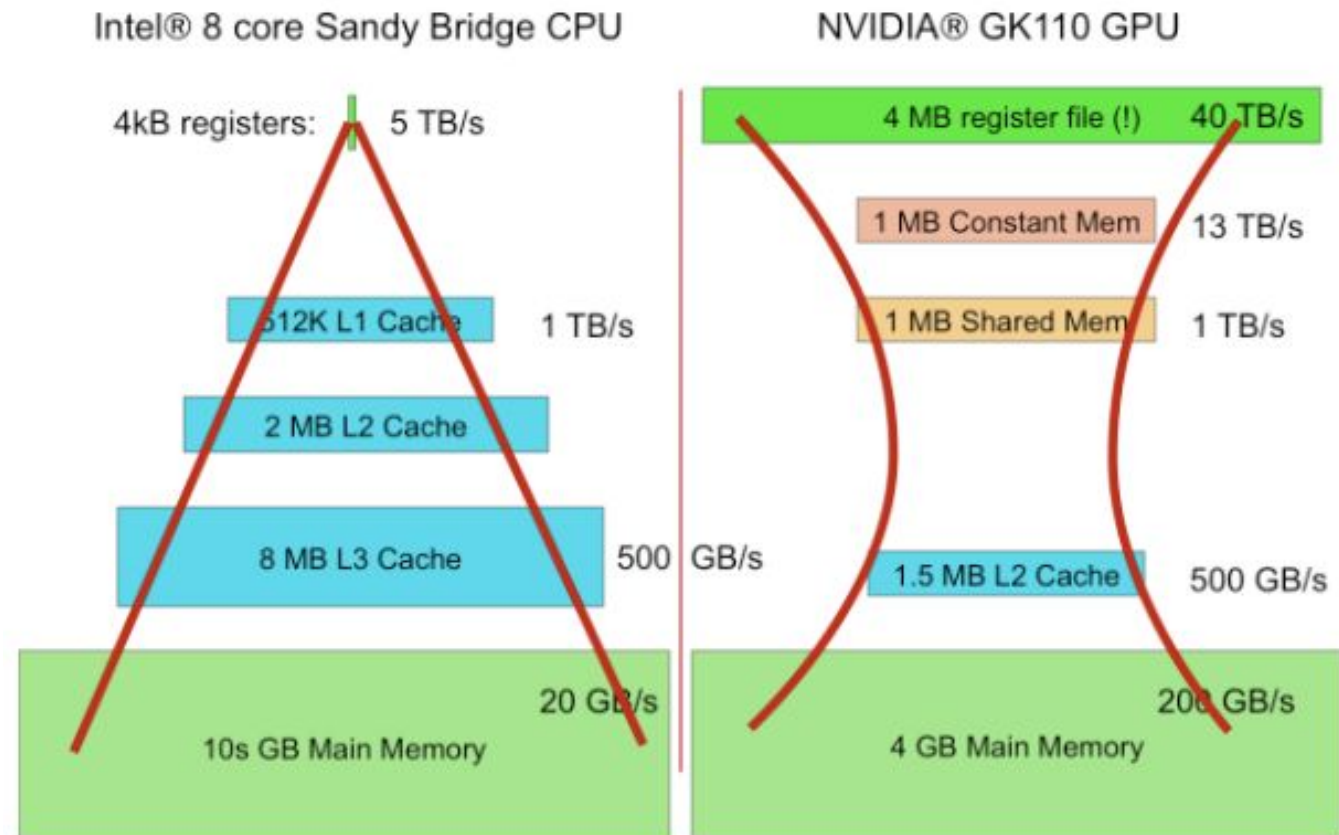 Intel® 8 core Sandy Bridge CPU
4kB registers: 5 TB/s
512K L1 Cache 1 TB/s
2 MB L2 Cache
8 MB L3 Cache 500 GB/s
20 GB/s
10s GB Main Memory
NVIDIA® GK110 GPU
4 MB register file (!) 40 TB/s
1 MB Constant Mem 13 TB/s
1 MB Shared Mem 1 TB/s
1.5 MB L2 Cache 500 GB/s
200 GB/s
4 GB Main Memory